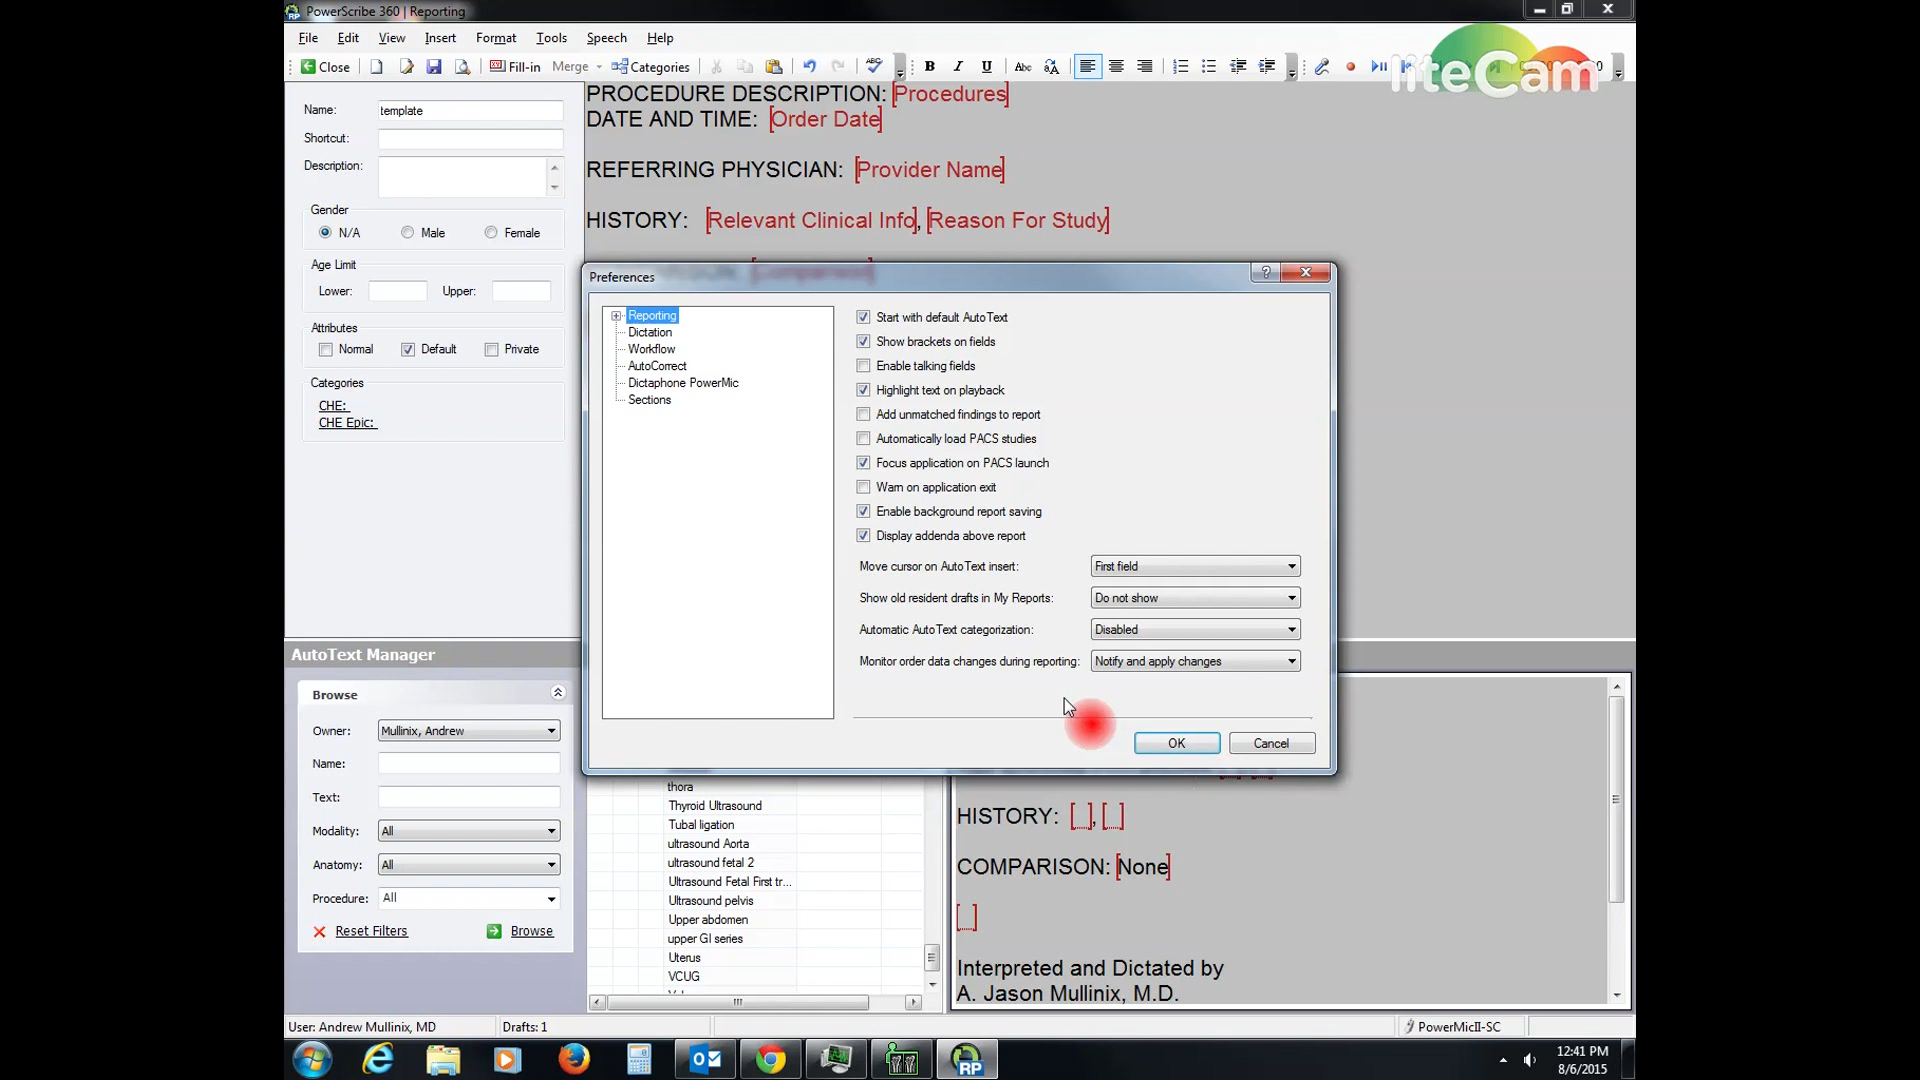 PowerScribe 360 | Reporting
File Edit View Insert Format Tools Speech Help
Close Fill-in Merge Categories B I U Abc
liteCam
Name: template
Shortcut:
Description:
Gender
N/A Male Female
Age Limit
Lower: Upper:
Attributes
Normal Default Private
Categories
CHE:
CHE Epic:
PROCEDURE DESCRIPTION: [Procedures]
DATE AND TIME: [Order Date]
REFERRING PHYSICIAN: [Provider Name]
HISTORY: [Relevant Clinical Info], [Reason For Study]
Preferences
Reporting
Dictation
Workflow
AutoCorrect
Dictaphone PowerMic
Sections
Start with default AutoText
Show brackets on fields
Enable talking fields
Highlight text on playback
Add unmatched findings to report
Automatically load PACS studies
Focus application on PACS launch
Warn on application exit
Enable background report saving
Display addenda above report
Move cursor on AutoText insert: First field
Show old resident drafts in My Reports: Do not show
Automatic AutoText categorization: Disabled
Monitor order data changes during reporting: Notify and apply changes
OK Cancel
AutoText Manager
Browse
Owner: Mullinix, Andrew
Name:
Text:
Modality: All
Anatomy: All
Procedure: All
Reset Filters Browse
thora
Thyroid Ultrasound
Tubal ligation
ultrasound Aorta
ultrasound fetal 2
Ultrasound Fetal First tr...
Ultrasound pelvis
Upper abdomen
upper GI series
Uterus
VCUG
HISTORY: [ ], [ ]
COMPARISON: [None]
[ ]
Interpreted and Dictated by
A. Jason Mullinix, M.D.
User: Andrew Mullinix, MD Drafts: 1 PowerMicII-SC
RP
12:41 PM
8/6/2015